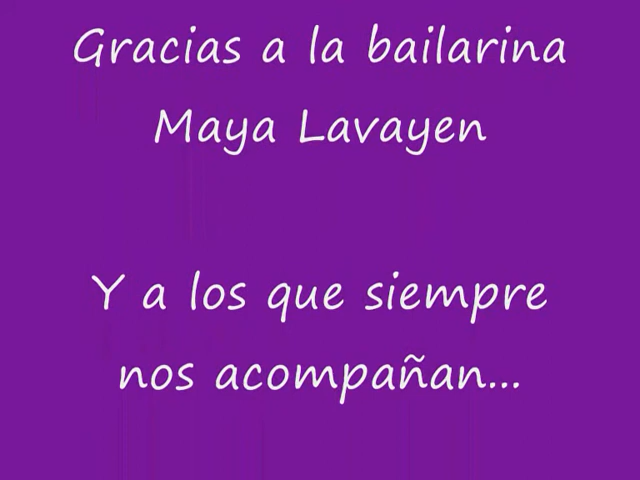 Gracias a la bailarina
Maya Lavayen
Y a los que siempre
nos acompañan...